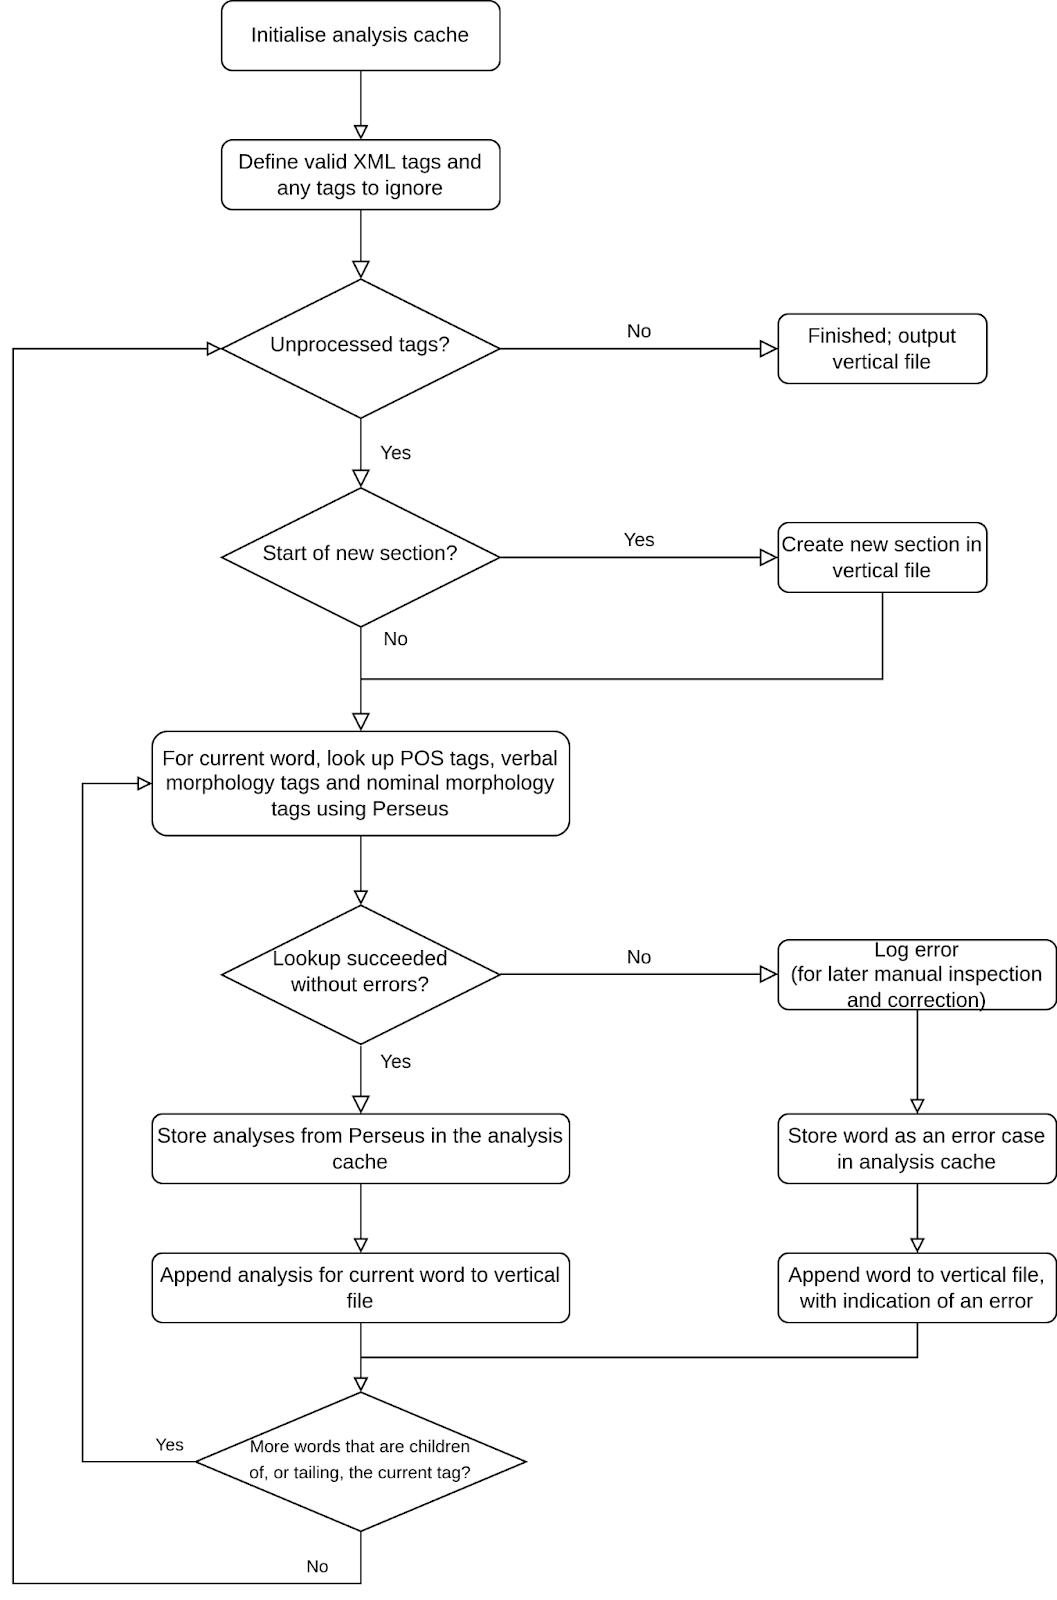 Initialise analysis cache
Define valid XML tags and
any tags to ignore
Unprocessed tags?
No
Finished; output
vertical file
Yes
Start of new section?
Yes
Create new section in
vertical file
No
For current word, look up POS tags, verbal
morphology tags and nominal morphology
tags using Perseus
Lookup succeeded
without errors?
No
Log error
(for later manual inspection
and correction)
Yes
Store analyses from Perseus in the analysis
cache
Store word as an error case
in analysis cache
Append analysis for current word to vertical
file
Append word to vertical file,
with indication of an error
Yes
More words that are children
of, or tailing, the current tag?
No